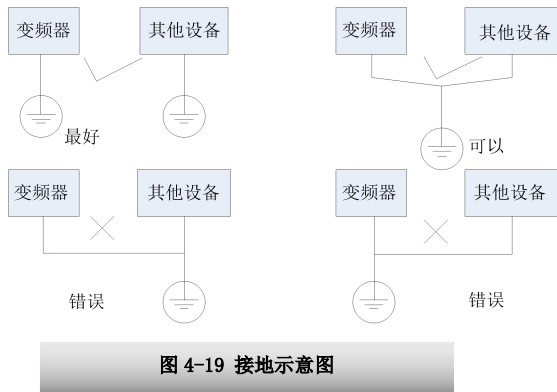 变频器 其他设备 变频器 其他设备
最好 可以
变频器 其他设备 变频器 其他设备
错误 错误
图 4-19 接地示意图